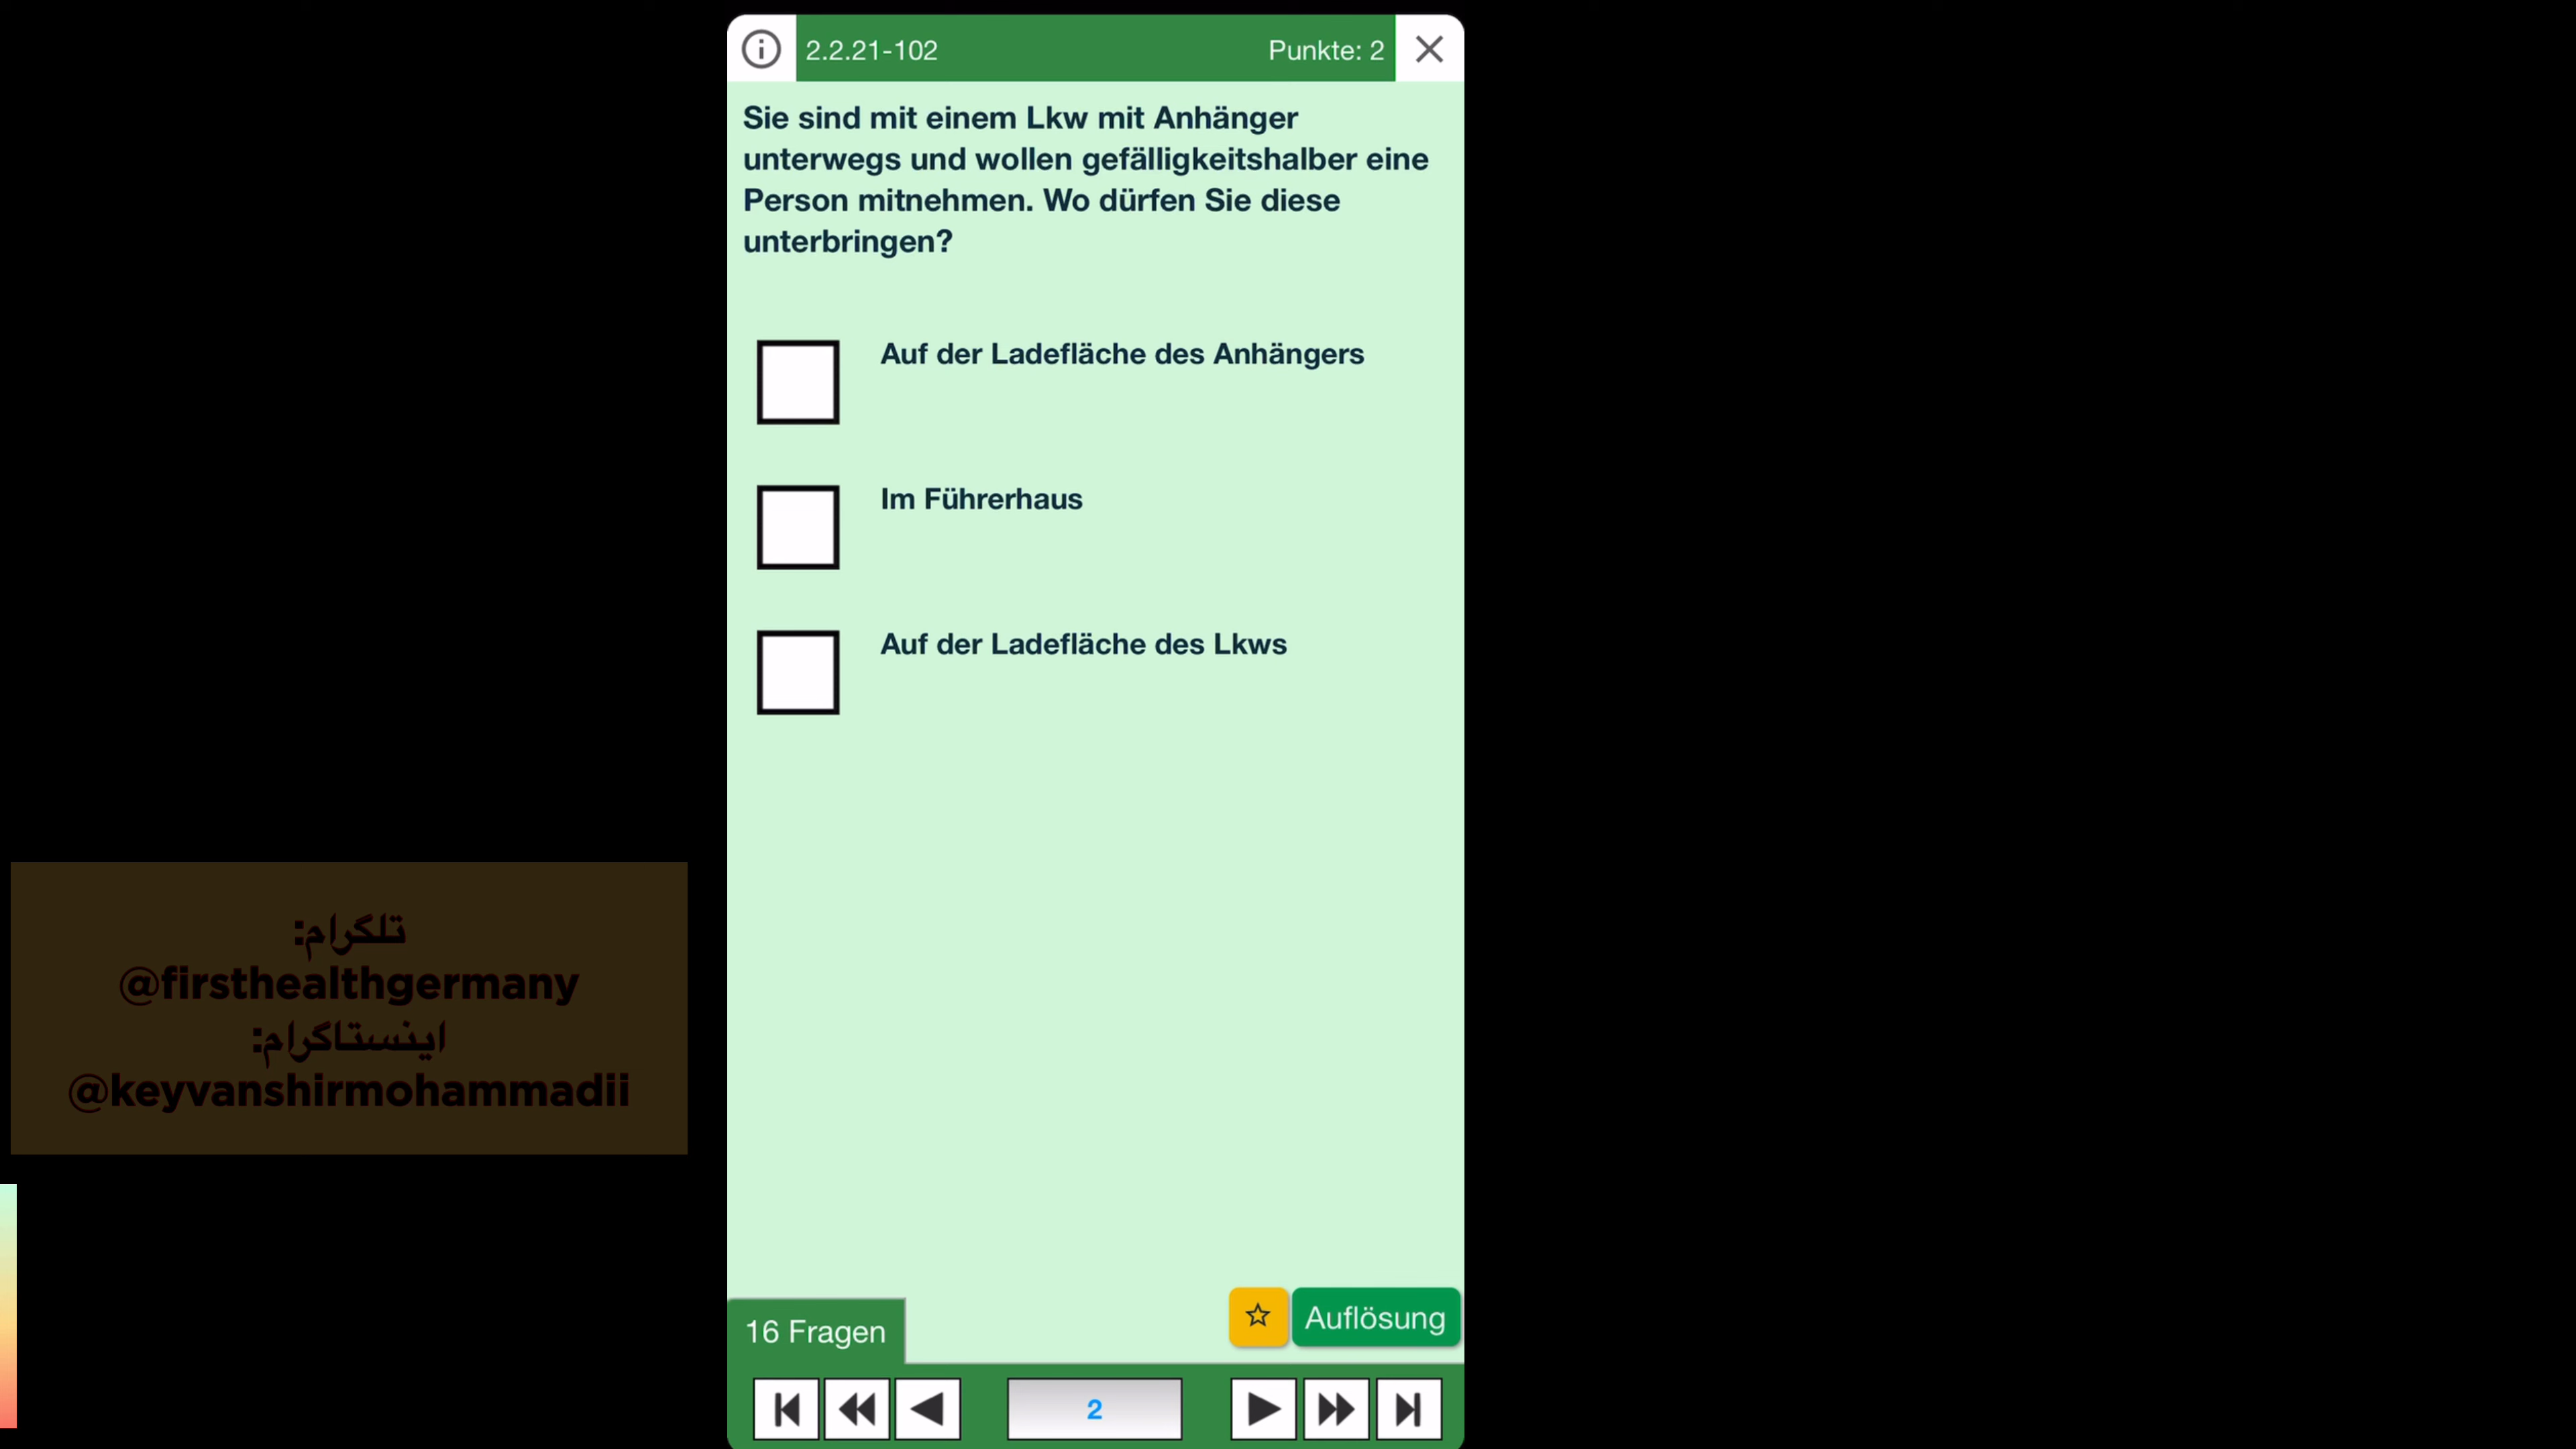 2.2.21-102
Punkte: 2
Sie sind mit einem Lkw mit Anhänger
unterwegs und wollen gefälligkeitshalber eine
Person mitnehmen. Wo dürfen Sie diese
unterbringen?
Auf der Ladefläche des Anhängers
Im Führerhaus
Auf der Ladefläche des Lkws
تلگرام:
@firsthealthgermany
اینستاگرام:
@keyvanshirmohammadii
Auflösung
16 Fragen
2